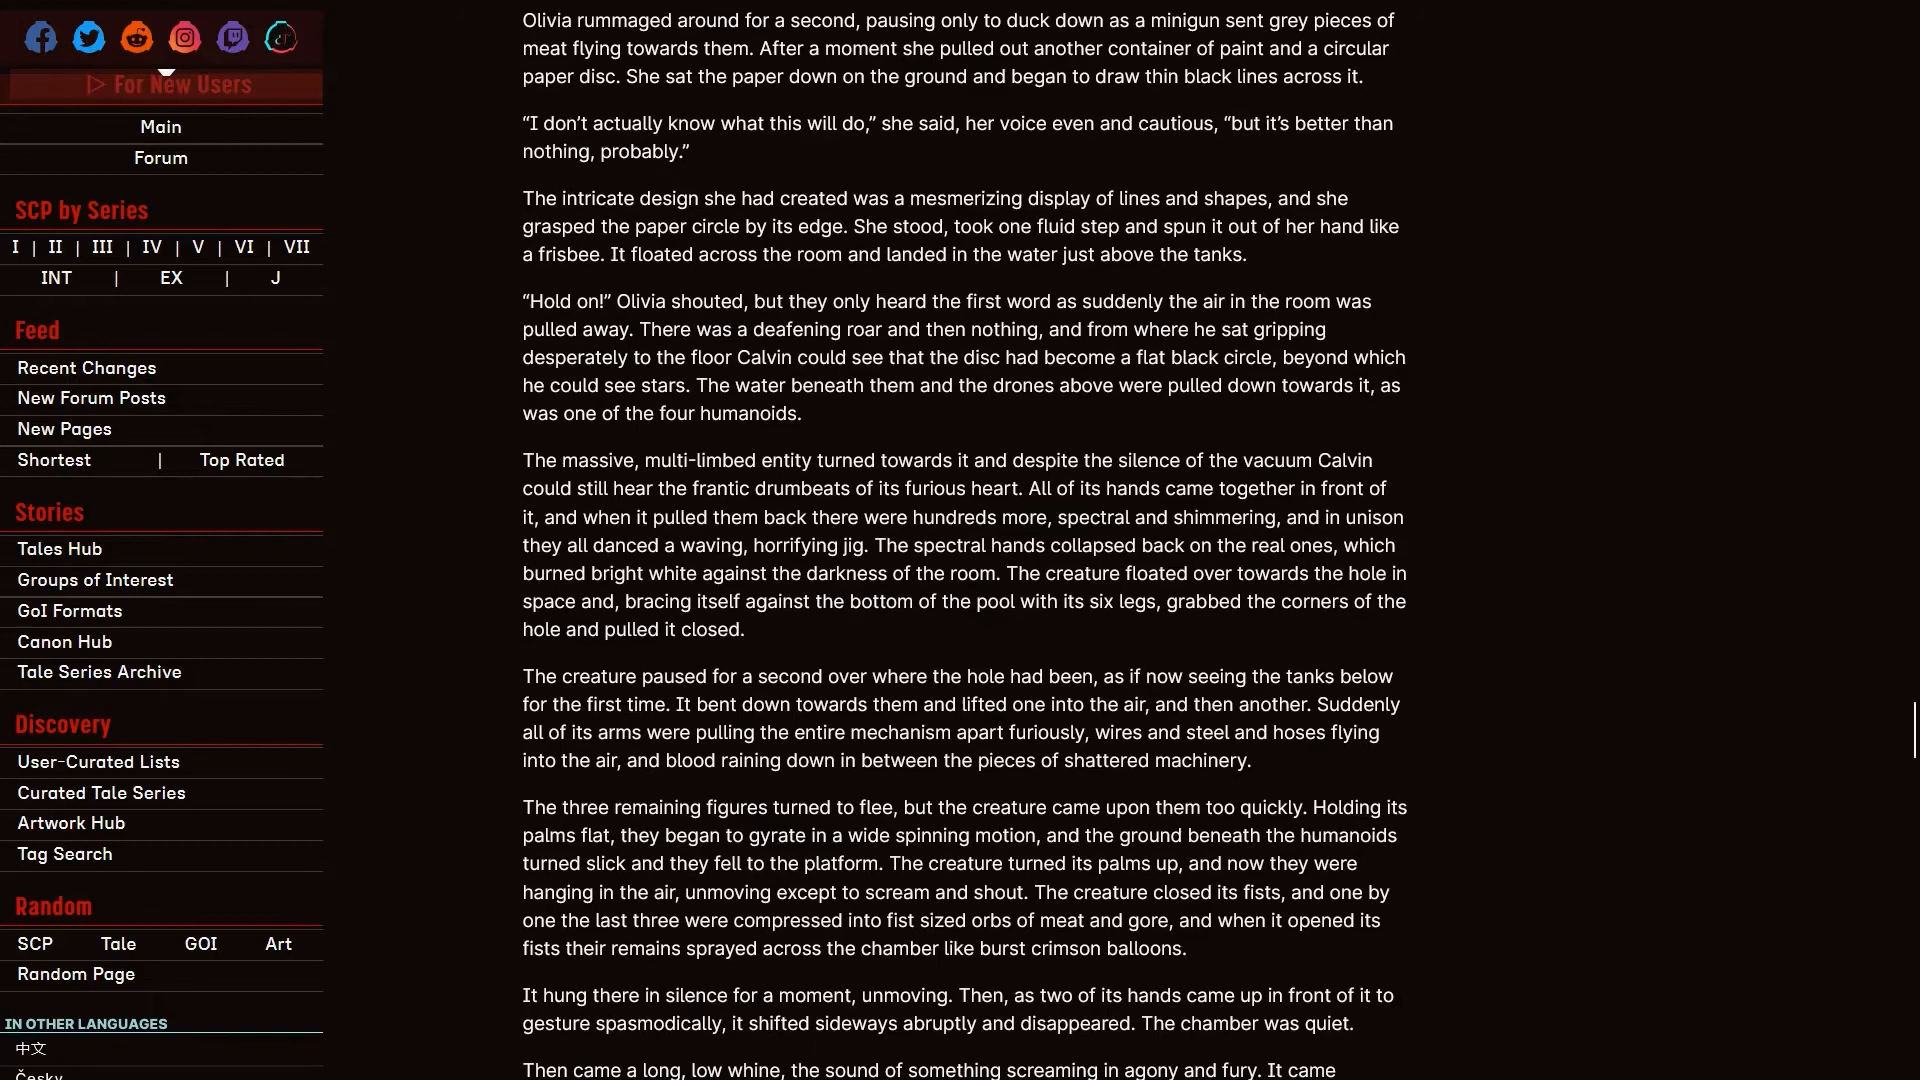 ▷ For New Users
Main
Forum
SCP by Series
I | II | III | IV | V | VI | VII
INT | EX | J
Feed
Recent Changes
New Forum Posts
New Pages
Shortest | Top Rated
Stories
Tales Hub
Groups of Interest
GoI Formats
Canon Hub
Tale Series Archive
Discovery
User-Curated Lists
Curated Tale Series
Artwork Hub
Tag Search
Random
SCP Tale GOI Art
Random Page
IN OTHER LANGUAGES
中文
Česky
Olivia rummaged around for a second, pausing only to duck down as a minigun sent grey pieces of
meat flying towards them. After a moment she pulled out another container of paint and a circular
paper disc. She sat the paper down on the ground and began to draw thin black lines across it.
“I don’t actually know what this will do,” she said, her voice even and cautious, “but it’s better than
nothing, probably.”
The intricate design she had created was a mesmerizing display of lines and shapes, and she
grasped the paper circle by its edge. She stood, took one fluid step and spun it out of her hand like
a frisbee. It floated across the room and landed in the water just above the tanks.
“Hold on!” Olivia shouted, but they only heard the first word as suddenly the air in the room was
pulled away. There was a deafening roar and then nothing, and from where he sat gripping
desperately to the floor Calvin could see that the disc had become a flat black circle, beyond which
he could see stars. The water beneath them and the drones above were pulled down towards it, as
was one of the four humanoids.
The massive, multi-limbed entity turned towards it and despite the silence of the vacuum Calvin
could still hear the frantic drumbeats of its furious heart. All of its hands came together in front of
it, and when it pulled them back there were hundreds more, spectral and shimmering, and in unison
they all danced a waving, horrifying jig. The spectral hands collapsed back on the real ones, which
burned bright white against the darkness of the room. The creature floated over towards the hole in
space and, bracing itself against the bottom of the pool with its six legs, grabbed the corners of the
hole and pulled it closed.
The creature paused for a second over where the hole had been, as if now seeing the tanks below
for the first time. It bent down towards them and lifted one into the air, and then another. Suddenly
all of its arms were pulling the entire mechanism apart furiously, wires and steel and hoses flying
into the air, and blood raining down in between the pieces of shattered machinery.
The three remaining figures turned to flee, but the creature came upon them too quickly. Holding its
palms flat, they began to gyrate in a wide spinning motion, and the ground beneath the humanoids
turned slick and they fell to the platform. The creature turned its palms up, and now they were
hanging in the air, unmoving except to scream and shout. The creature closed its fists, and one by
one the last three were compressed into fist sized orbs of meat and gore, and when it opened its
fists their remains sprayed across the chamber like burst crimson balloons.
It hung there in silence for a moment, unmoving. Then, as two of its hands came up in front of it to
gesture spasmodically, it shifted sideways abruptly and disappeared. The chamber was quiet.
Then came a long, low whine, the sound of something screaming in agony and fury. It came